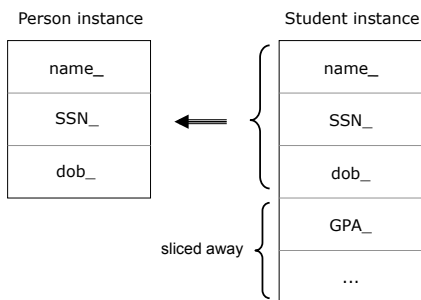 Person instance
Student instance
name_
name_
SSN_
SSN_
dob_
dob_
GPA_
sliced away
...